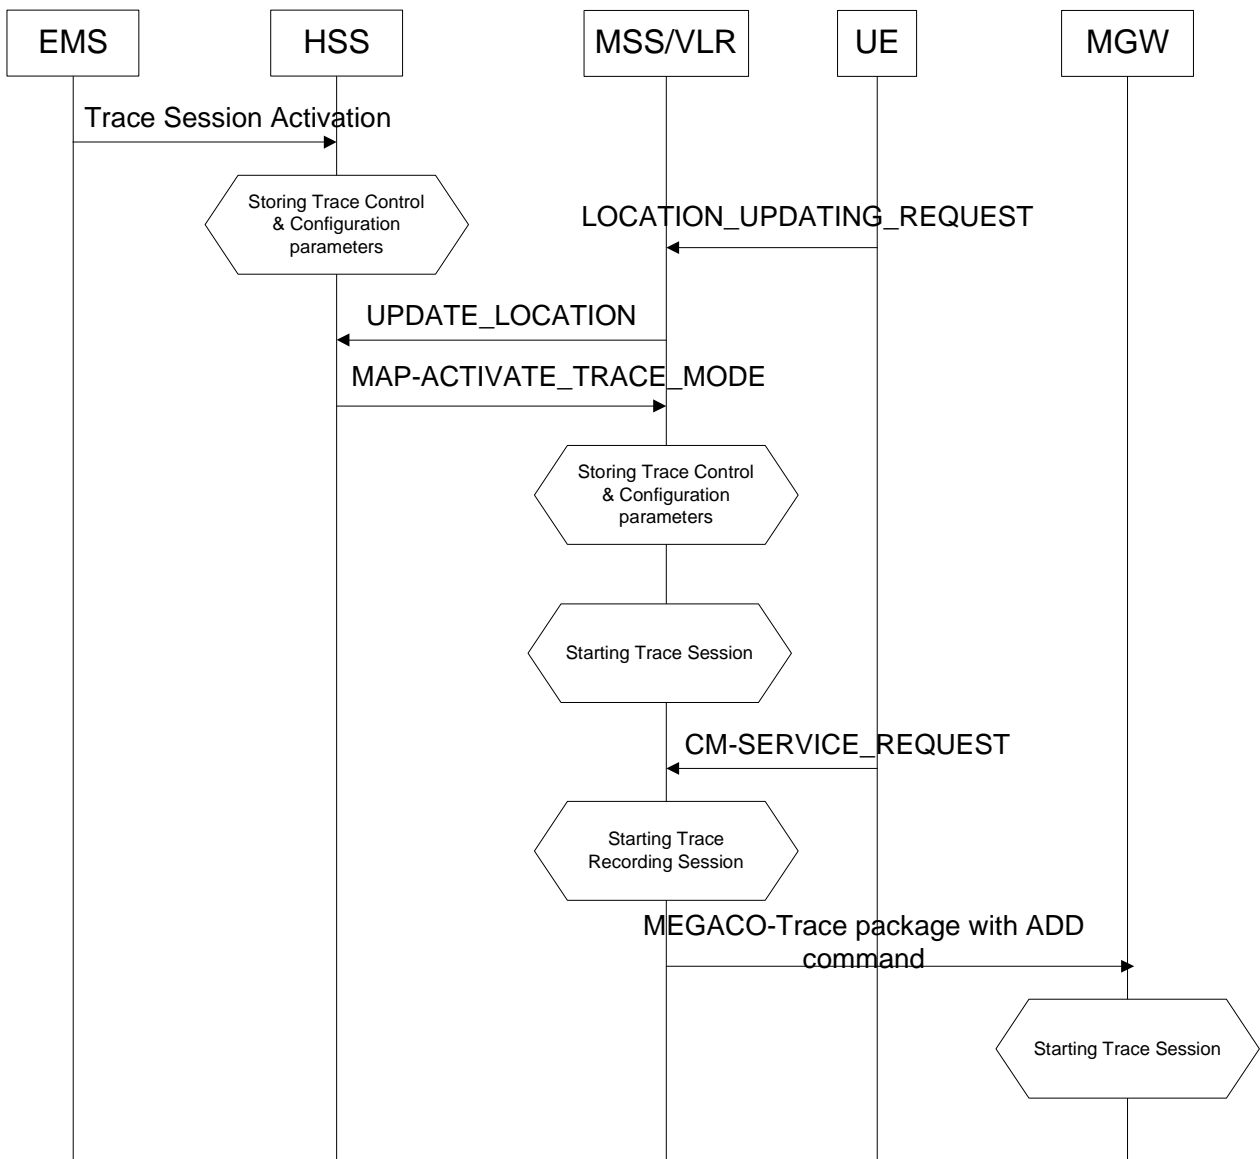 EMS
HSS
MSS/VLR
UE
MGW
Trace Session Activation
Storing Trace Control
& Configuration
parameters
LOCATION_UPDATING_REQUEST
UPDATE_LOCATION
MAP-ACTIVATE_TRACE_MODE
Storing Trace Control
& Configuration
parameters
Starting Trace Session
CM-SERVICE_REQUEST
Starting Trace
Recording Session
MEGACO-Trace package with ADD
command
Starting Trace Session